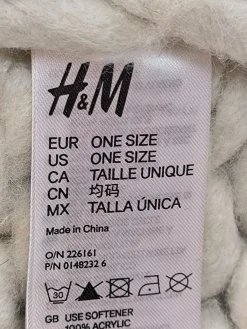 H&M
EUR ONE SIZE
US ONE SIZE
CA TAILLE UNIQUE
CN 均码
MX TALLA ÚNICA
Made in China
O/N 226161
P/N 0148232 6
30
GB USE SOFTENER
100% ACRYLIC